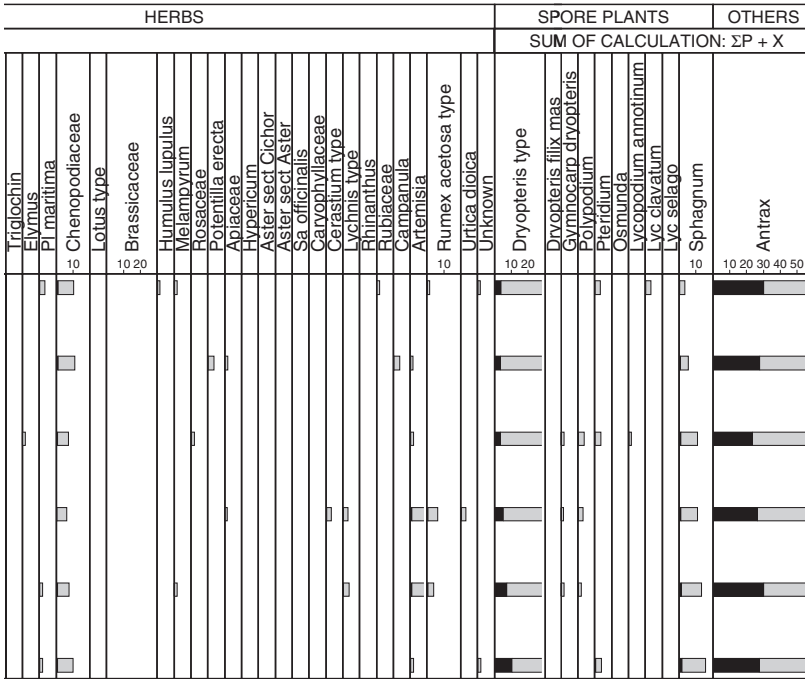 HERBS
SPORE PLANTS
OTHERS
SUM OF CALCULATION: ΣP + X
Triglochin
Elymus
Pl maritima
Chenopodiaceae
Lotus type
Brassicaceae
Humulus lupulus
Melampyrum
Rosaceae
Potentilla erecta
Apiaceae
Hypericum
Aster sect Cichor
Aster sect Aster
Sa officinalis
Caryophyllaceae
Cerastium type
Lychnis type
Rhinanthus
Rubiaceae
Campanula
Artemisia
Rumex acetosa type
Urtica dioica
Unknown
Dryopteris type
Dryopteris filix mas
Gymnocarp dryopteris
Polypodium
Pteridium
Osmunda
Lycopodium annotinum
Lyc clavatum
Lyc selago
Sphagnum
Antrax
10 10 20 10 10 20 10 10 20 30 40 50